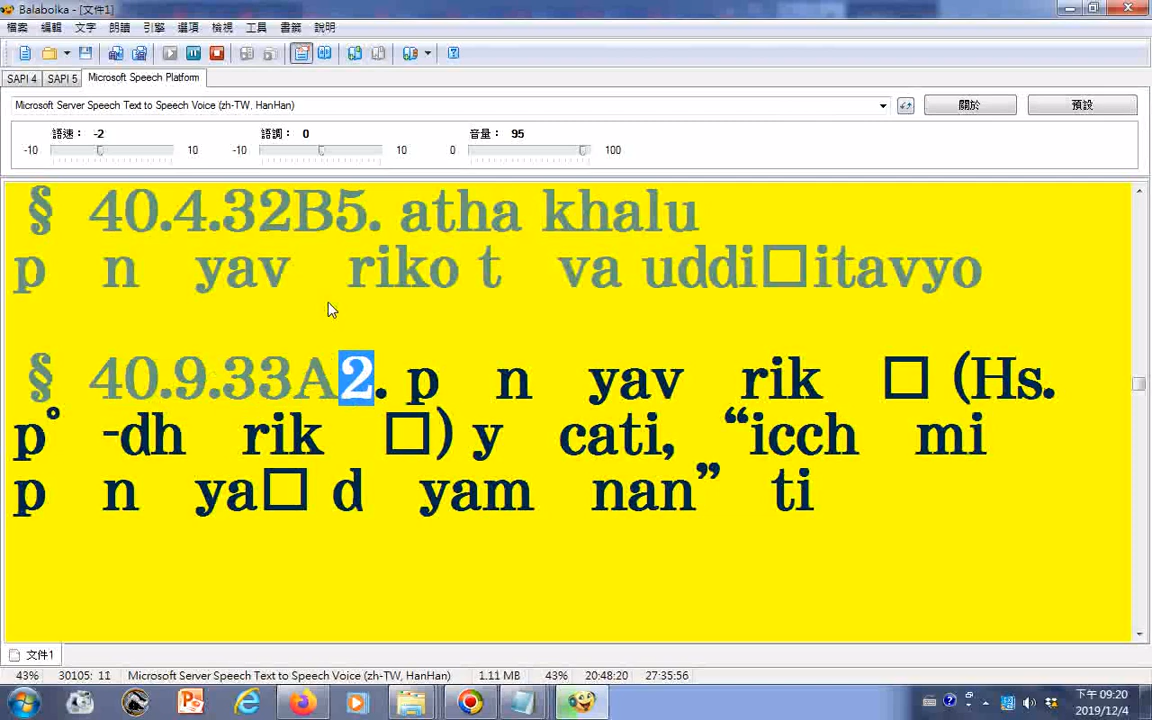 Balabolka - [文件1]
檔案 編輯 文字 朗讀 引擎 選項 檢視 工具 書籤 說明
SAPI 4 SAPI 5 Microsoft Speech Platform
Microsoft Server Speech Text to Speech Voice (zh-TW, HanHan) 關於 預設
語速： -2 語調： 0 音量： 95
-10 10 -10 10 0 100
§ 40.4.32B5. atha khalu
p n yav riko t va uddi□itavyo
§ 40.9.33A2. p n yav rik □ (Hs.
p° -dh rik □) y cati, “icch mi
p n ya□ d yam nan” ti
文件1
43% 30105: 11 Microsoft Server Speech Text to Speech Voice (zh-TW, HanHan) 1.11 MB 43% 20:48:20 27:35:56
下午 09:20
2019/12/4